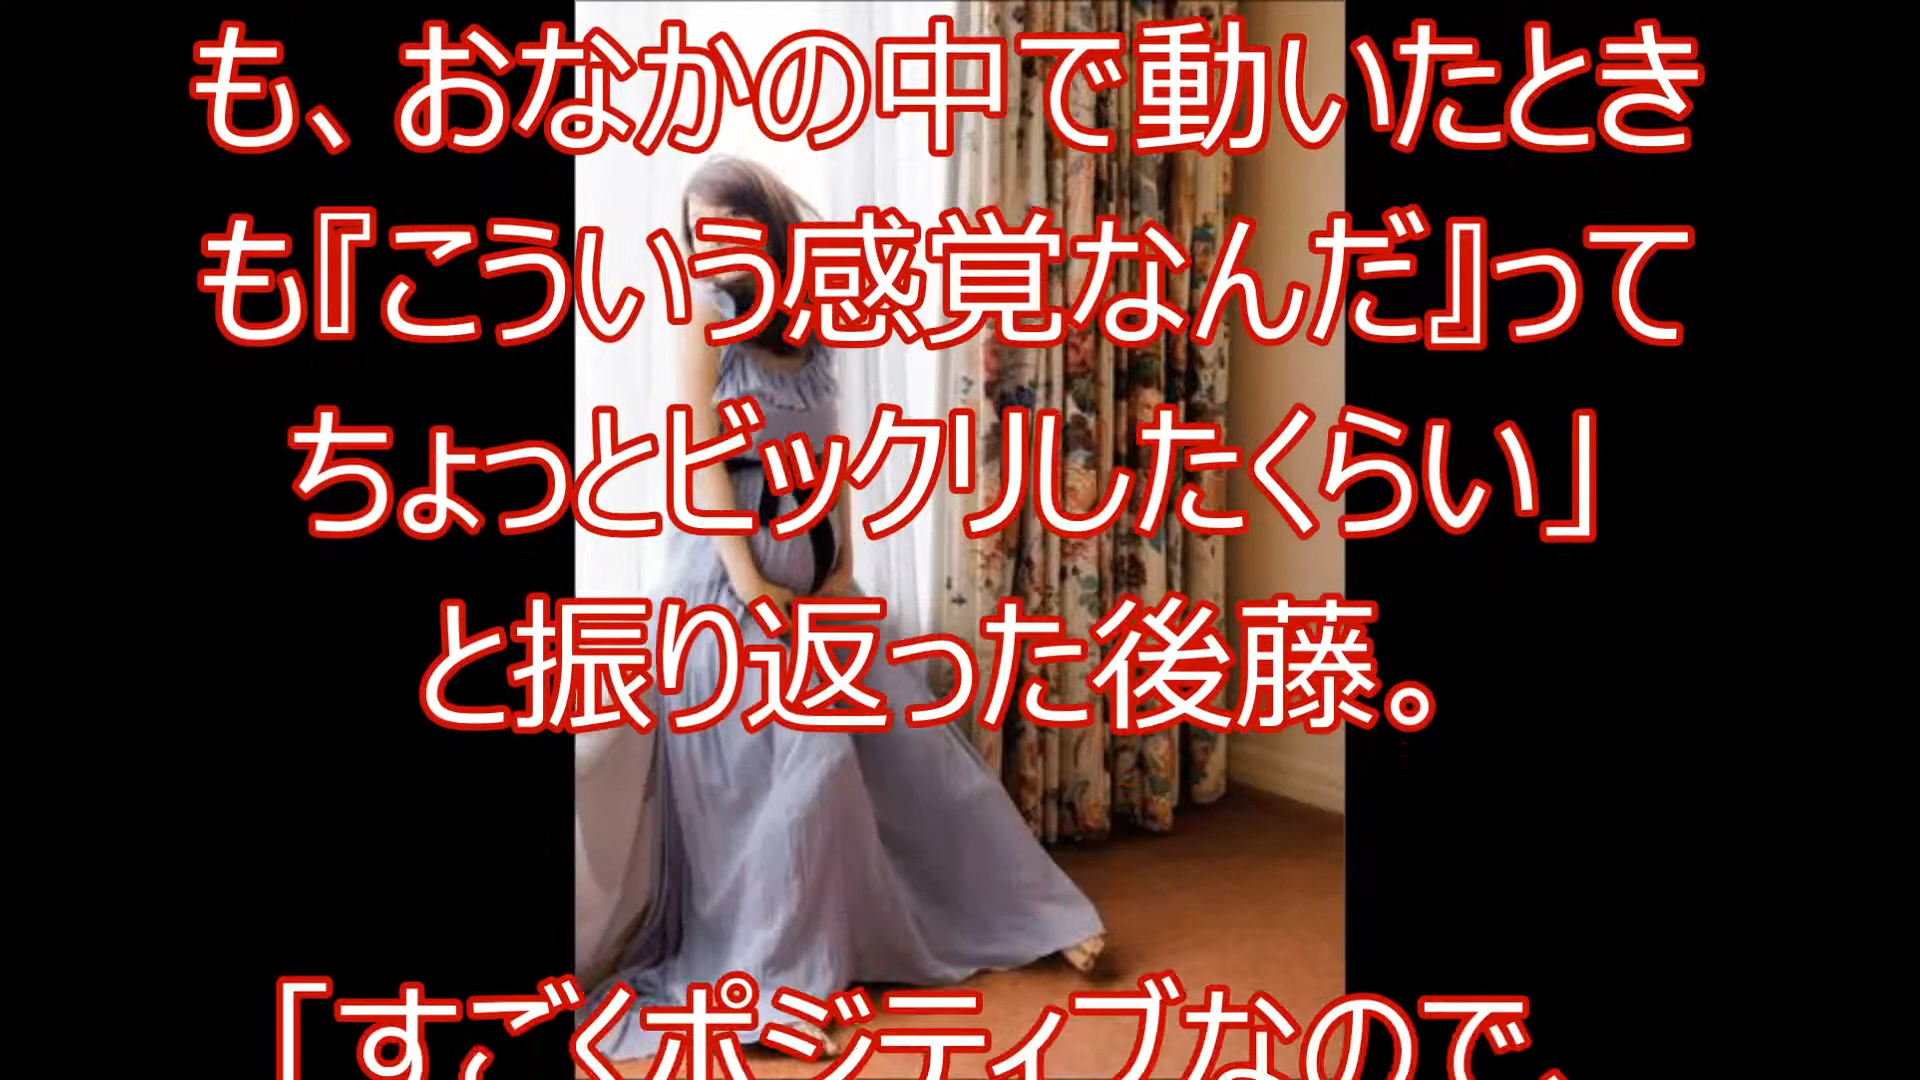 も、おなかの中で動いたとき
も『こういう感覚なんだ』って
ちょっとビックリしたくらい」
と振り返った後藤。
「すごくポジティブなので、